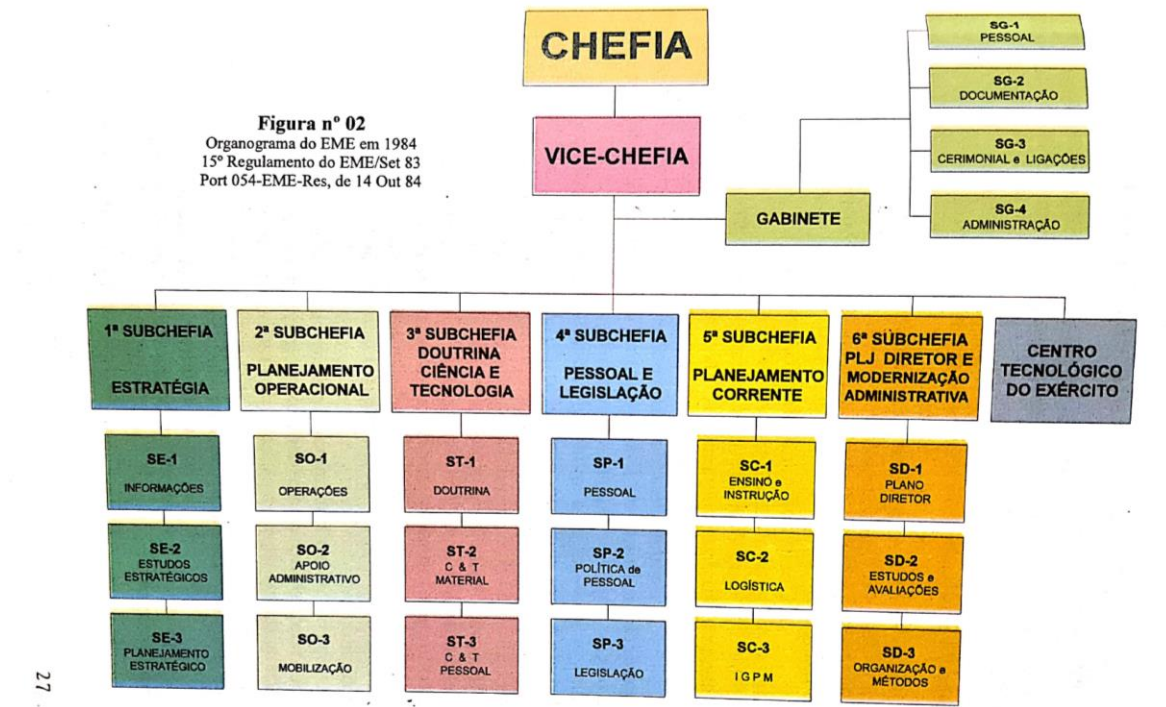 CHEFIA
VICE-CHEFIA
Figura nº 02
Organograma do EME em 1984
15º Regulamento do EME/Set 83
Port 054-EME-Res, de 14 Out 84
GABINETE
SG-1
PESSOAL
SG-2
DOCUMENTAÇÃO
SG-3
CERIMONIAL e LIGAÇÕES
SG-4
ADMINISTRAÇÃO
1ª SUBCHEFIA
ESTRATÉGIA
SE-1
INFORMAÇÕES
SE-2
ESTUDOS
ESTRATÉGICOS
SE-3
PLANEJAMENTO
ESTRATÉGICO
2ª SUBCHEFIA
PLANEJAMENTO
OPERACIONAL
SO-1
OPERAÇÕES
SO-2
APOIO
ADMINISTRATIVO
SO-3
MOBILIZAÇÃO
3ª SUBCHEFIA
DOUTRINA
CIÊNCIA E
TECNOLOGIA
ST-1
DOUTRINA
ST-2
C & T
MATERIAL
ST-3
C & T
PESSOAL
4ª SUBCHEFIA
PESSOAL E
LEGISLAÇÃO
SP-1
PESSOAL
SP-2
POLÍTICA de
PESSOAL
SP-3
LEGISLAÇÃO
5ª SUBCHEFIA
PLANEJAMENTO
CORRENTE
SC-1
ENSINO e
INSTRUÇÃO
SC-2
LOGÍSTICA
SC-3
I G P M
6ª SUBCHEFIA
PLJ DIRETOR E
MODERNIZAÇÃO
ADMINISTRATIVA
SD-1
PLANO
DIRETOR
SD-2
ESTUDOS e
AVALIAÇÕES
SD-3
ORGANIZAÇÃO e
MÉTODOS
CENTRO
TECNOLÓGICO
DO EXÉRCITO
27